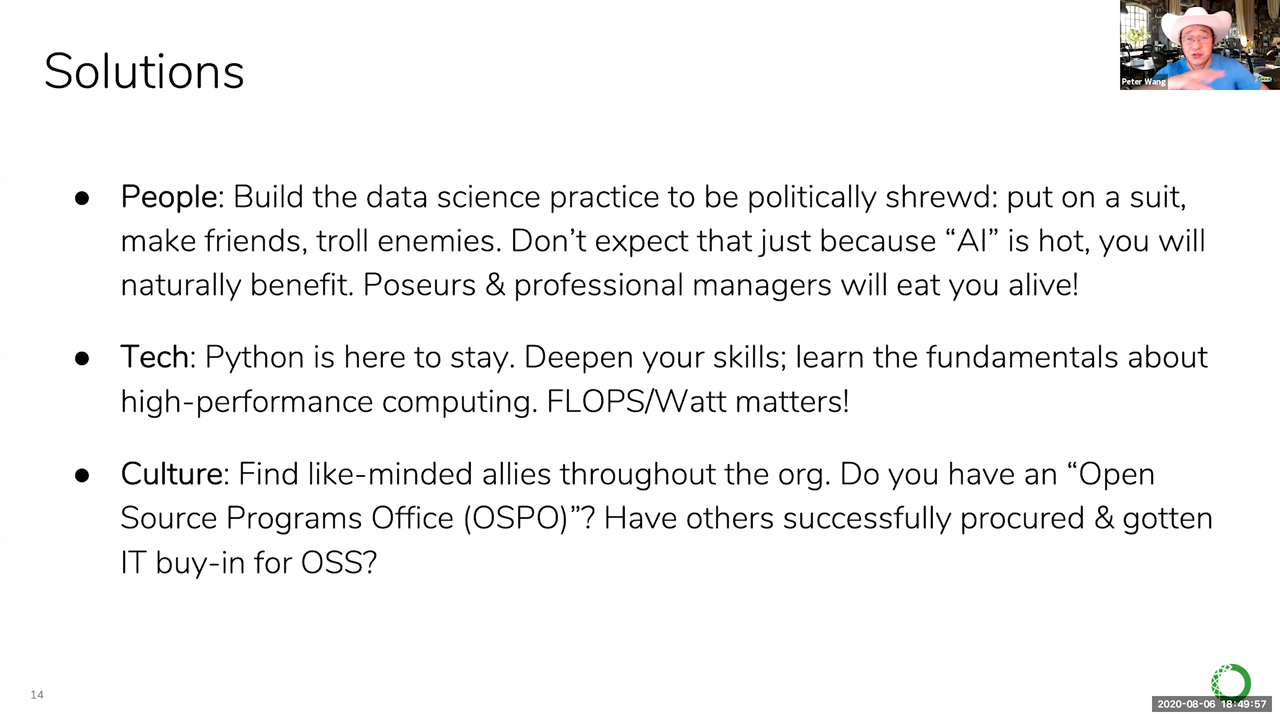 Solutions
Peter Wang
● People: Build the data science practice to be politically shrewd: put on a suit,
make friends, troll enemies. Don’t expect that just because “AI” is hot, you will
naturally benefit. Poseurs & professional managers will eat you alive!
● Tech: Python is here to stay. Deepen your skills; learn the fundamentals about
high-performance computing. FLOPS/Watt matters!
● Culture: Find like-minded allies throughout the org. Do you have an “Open
Source Programs Office (OSPO)”? Have others successfully procured & gotten
IT buy-in for OSS?
14
2020-08-06 18:49:57